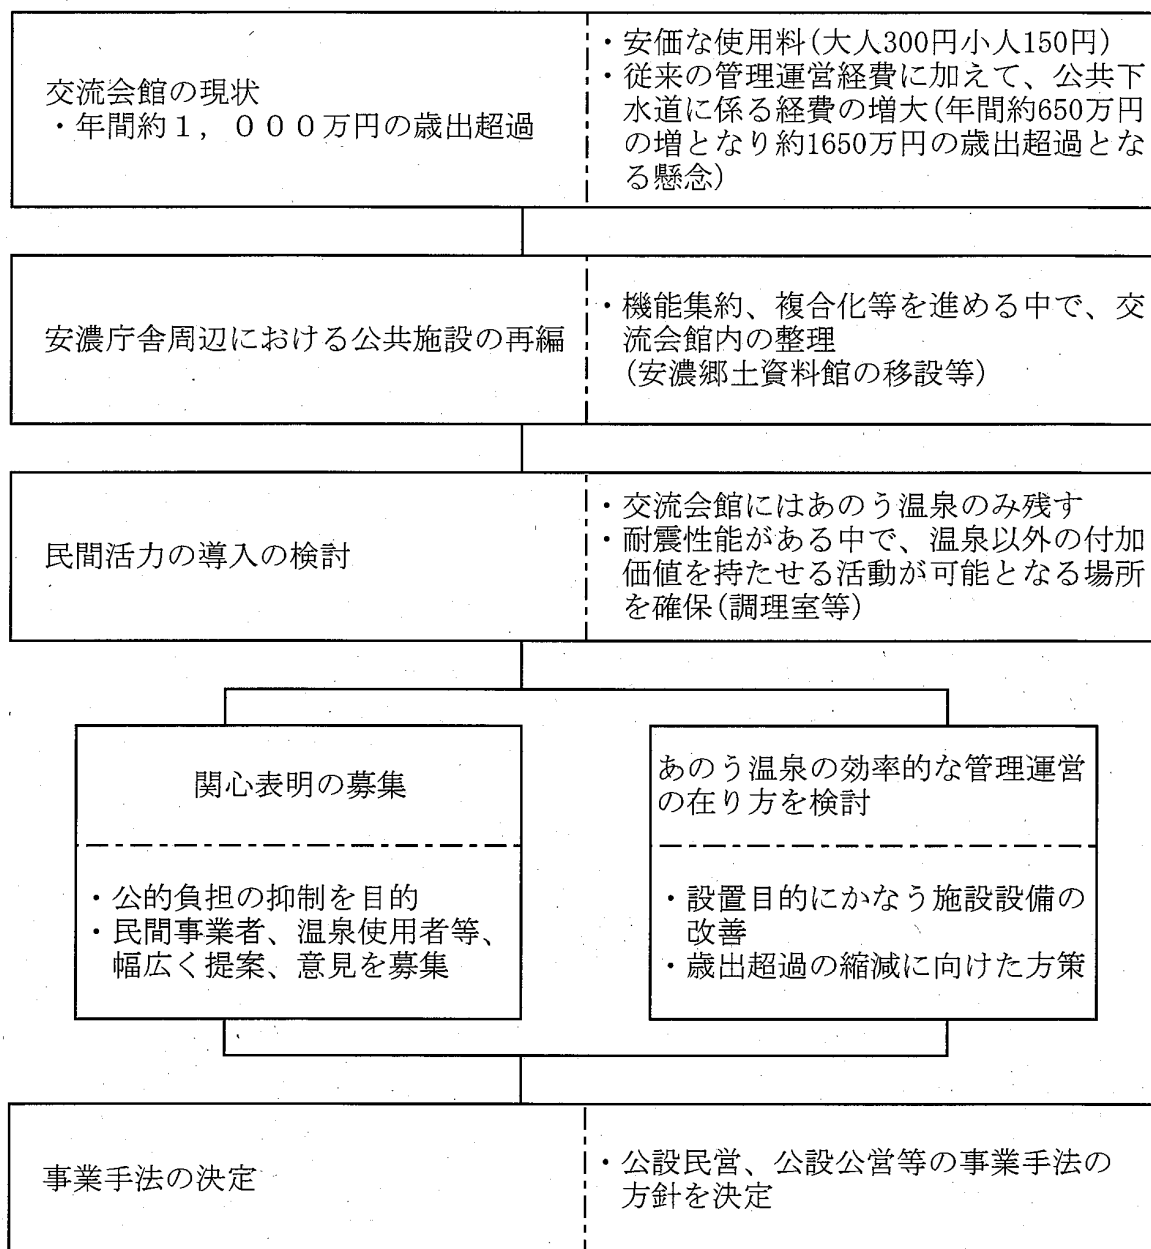 交流会館の現状
・年間約１，０００万円の歳出超過
・安価な使用料(大人300円小人150円)
・従来の管理運営経費に加えて、公共下
水道に係る経費の増大(年間約650万円
の増となり約1650万円の歳出超過とな
る懸念)
安濃庁舎周辺における公共施設の再編
・機能集約、複合化等を進める中で、交
流会館内の整理
(安濃郷土資料館の移設等)
民間活力の導入の検討
・交流会館にはあのう温泉のみ残す
・耐震性能がある中で、温泉以外の付加
価値を持たせる活動が可能となる場所
を確保(調理室等)
関心表明の募集
・公的負担の抑制を目的
・民間事業者、温泉使用者等、
幅広く提案、意見を募集
あのう温泉の効率的な管理運営
の在り方を検討
・設置目的にかなう施設設備の
改善
・歳出超過の縮減に向けた方策
事業手法の決定
・公設民営、公設公営等の事業手法の
方針を決定